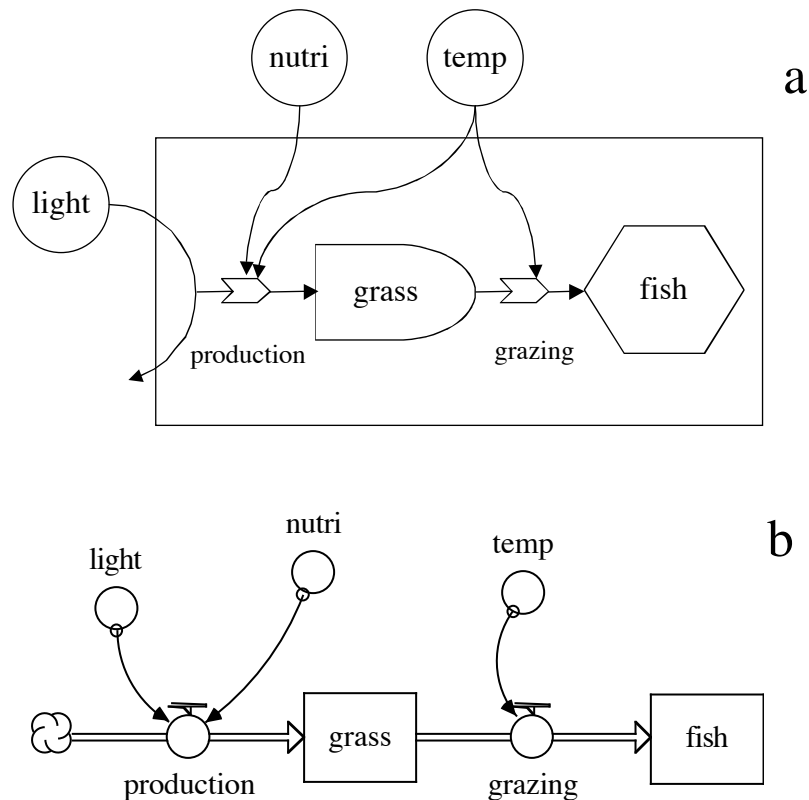 nutri
temp
a
light
grass
fish
production
grazing
b
nutri
temp
light
grass
fish
production
grazing